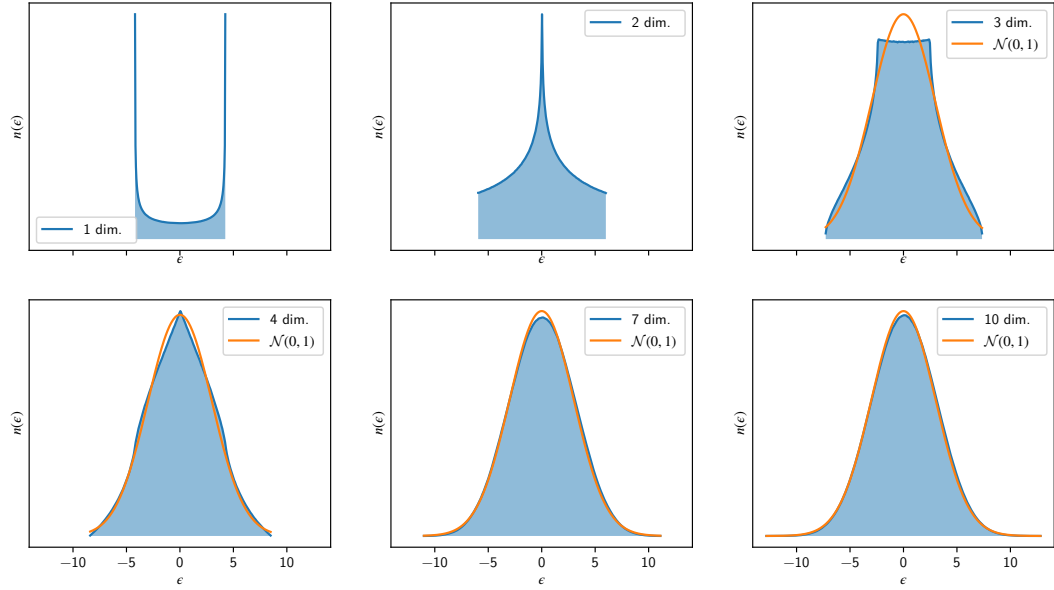 n(ϵ)
1 dim.
ϵ
n(ϵ)
2 dim.
ϵ
n(ϵ)
3 dim.
𝒩(0, 1)
ϵ
n(ϵ)
4 dim.
𝒩(0, 1)
−10 −5 0 5 10
ϵ
n(ϵ)
7 dim.
𝒩(0, 1)
−10 −5 0 5 10
ϵ
n(ϵ)
10 dim.
𝒩(0, 1)
−10 −5 0 5 10
ϵ